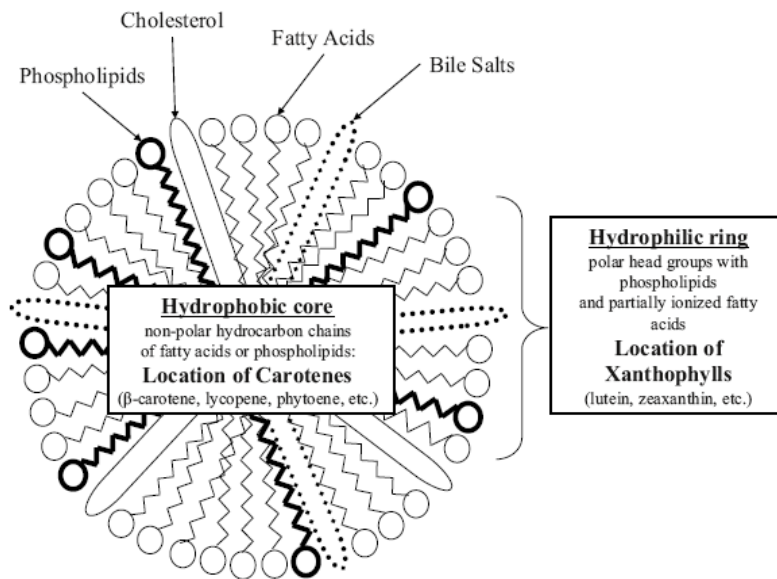 Cholesterol
Fatty Acids
Bile Salts
Phospholipids
Hydrophobic core
non-polar hydrocarbon chains
of fatty acids or phospholipids:
Location of Carotenes
(β-carotene, lycopene, phytoene, etc.)
Hydrophilic ring
polar head groups with
phospholipids
and partially ionized fatty
acids
Location of
Xanthophylls
(lutein, zeaxanthin, etc.)